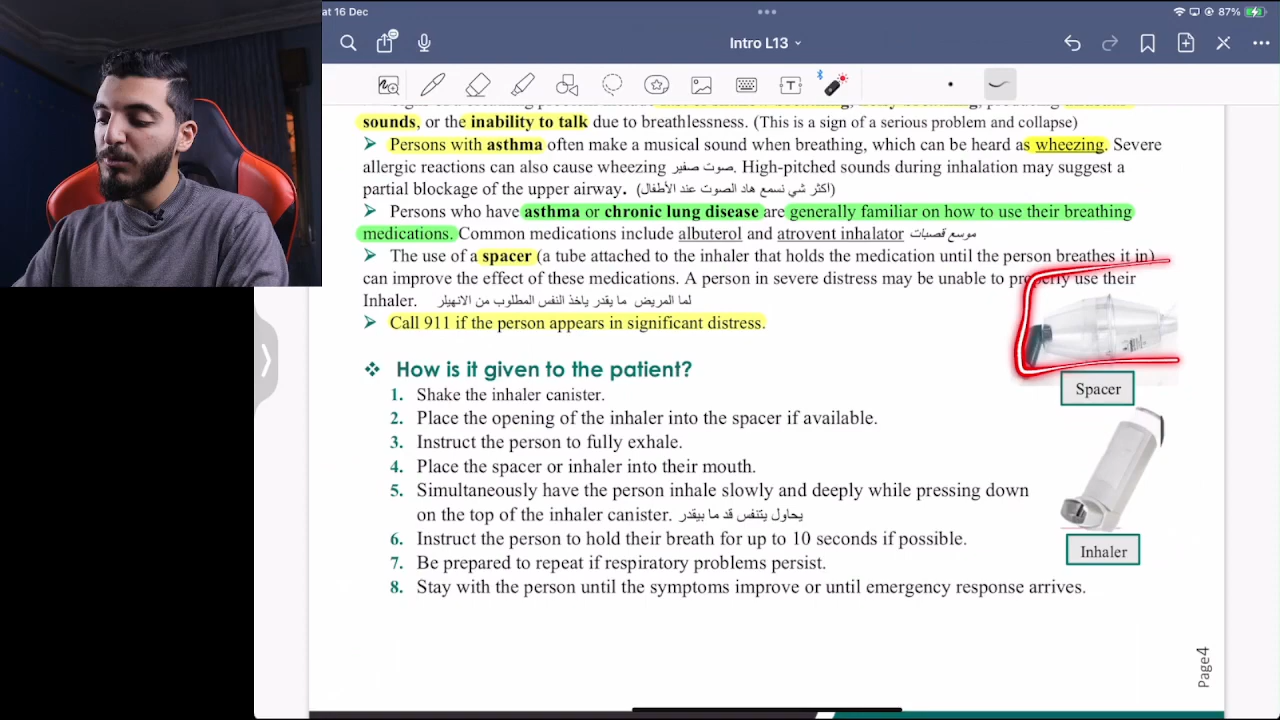 at 16 Dec
87%
Intro L13
sounds, or the inability to talk due to breathlessness. (This is a sign of a serious problem and collapse)
➤ Persons with asthma often make a musical sound when breathing, which can be heard as wheezing. Severe
allergic reactions can also cause wheezing صوت صفير. High-pitched sounds during inhalation may suggest a
partial blockage of the upper airway. (اكثر شي نسمع هاد الصوت عند الأطفال)
➤ Persons who have asthma or chronic lung disease are generally familiar on how to use their breathing
medications. Common medications include albuterol and atrovent inhalator موسع قصبات
➤ The use of a spacer (a tube attached to the inhaler that holds the medication until the person breathes it in)
can improve the effect of these medications. A person in severe distress may be unable to properly use their
Inhaler. لما المريض ما يقدر ياخذ النفس المطلوب من الانهيلر
➤ Call 911 if the person appears in significant distress.
❖ How is it given to the patient?
1. Shake the inhaler canister.
2. Place the opening of the inhaler into the spacer if available.
3. Instruct the person to fully exhale.
4. Place the spacer or inhaler into their mouth.
5. Simultaneously have the person inhale slowly and deeply while pressing down
on the top of the inhaler canister. يحاول يتنفس قد ما بيقدر
6. Instruct the person to hold their breath for up to 10 seconds if possible.
7. Be prepared to repeat if respiratory problems persist.
8. Stay with the person until the symptoms improve or until emergency response arrives.
Spacer
Inhaler
Page4